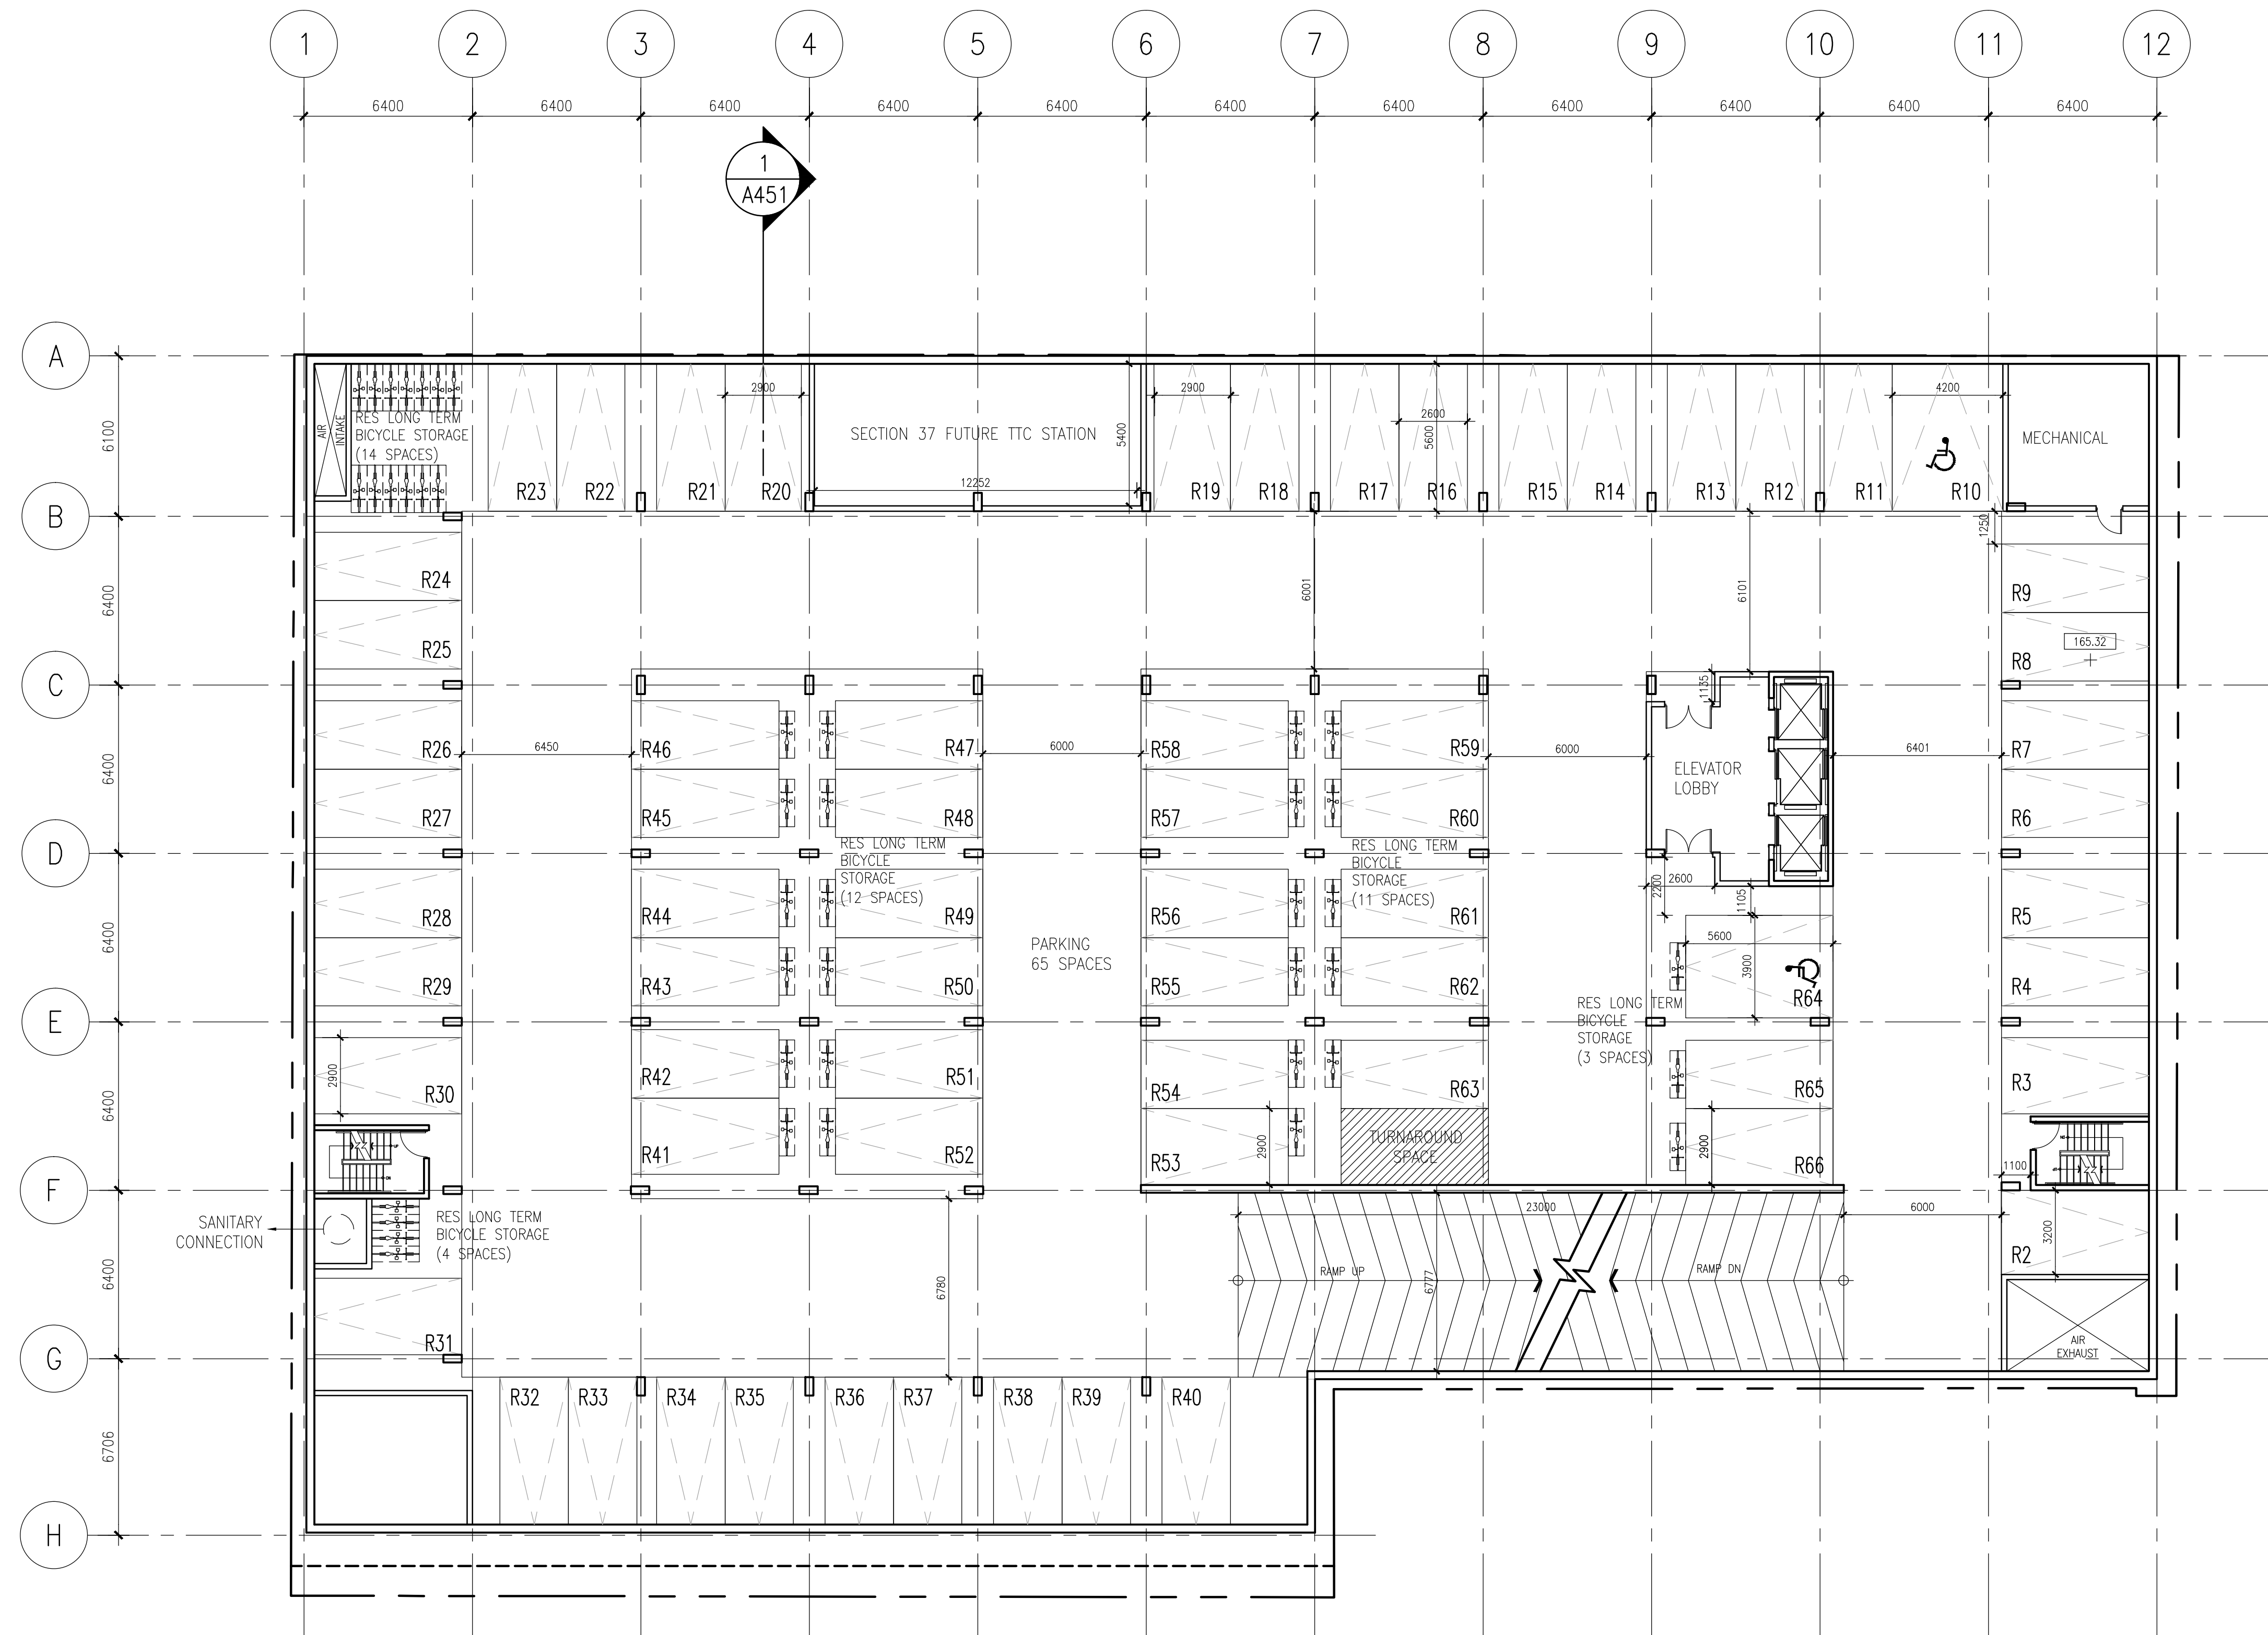 1 2 3 4 5 6 7 8 9 10 11 12
6400 6400 6400 6400 6400 6400 6400 6400 6400 6400 6400
1
A451
A
B
C
D
E
F
G
H
6100
6400
6400
6400
6400
6400
6400
6706
AIR
INTAKE
RES LONG TERM
BICYCLE STORAGE
(14 SPACES)
R23 R22 R21 R20
2900
SECTION 37 FUTURE TTC STATION
5400
12252
2900
2600
5600
4200
R19 R18 R17 R16 R15 R14 R13 R12 R11 R10
MECHANICAL
1250
R24
R25
R26
R27
R28
R29
R30
2900
R31
6001
6101
R9
165.32
R8
R7
R6
R5
R4
R3
R2
6450
R46
R45
R44
R43
R42
R41
R47
R48
R49
R50
R51
R52
RES LONG TERM
BICYCLE
STORAGE
(12 SPACES)
6000
PARKING
65 SPACES
R58
R57
R56
R55
R54
R53
2900
R59
R60
R61
R62
R63
RES LONG TERM
BICYCLE
STORAGE
(11 SPACES)
TURNAROUND
SPACE
6000
1135
ELEVATOR
LOBBY
6401
2200
2600
1105
5600
3900
R64
RES LONG TERM
BICYCLE
STORAGE
(3 SPACES)
R65
2900
R66
1100
SANITARY
CONNECTION
RES LONG TERM
BICYCLE STORAGE
(4 SPACES)
6780
23000
6000
3200
RAMP UP
6777
RAMP DN
AIR
EXHAUST
R32 R33 R34 R35 R36 R37 R38 R39 R40